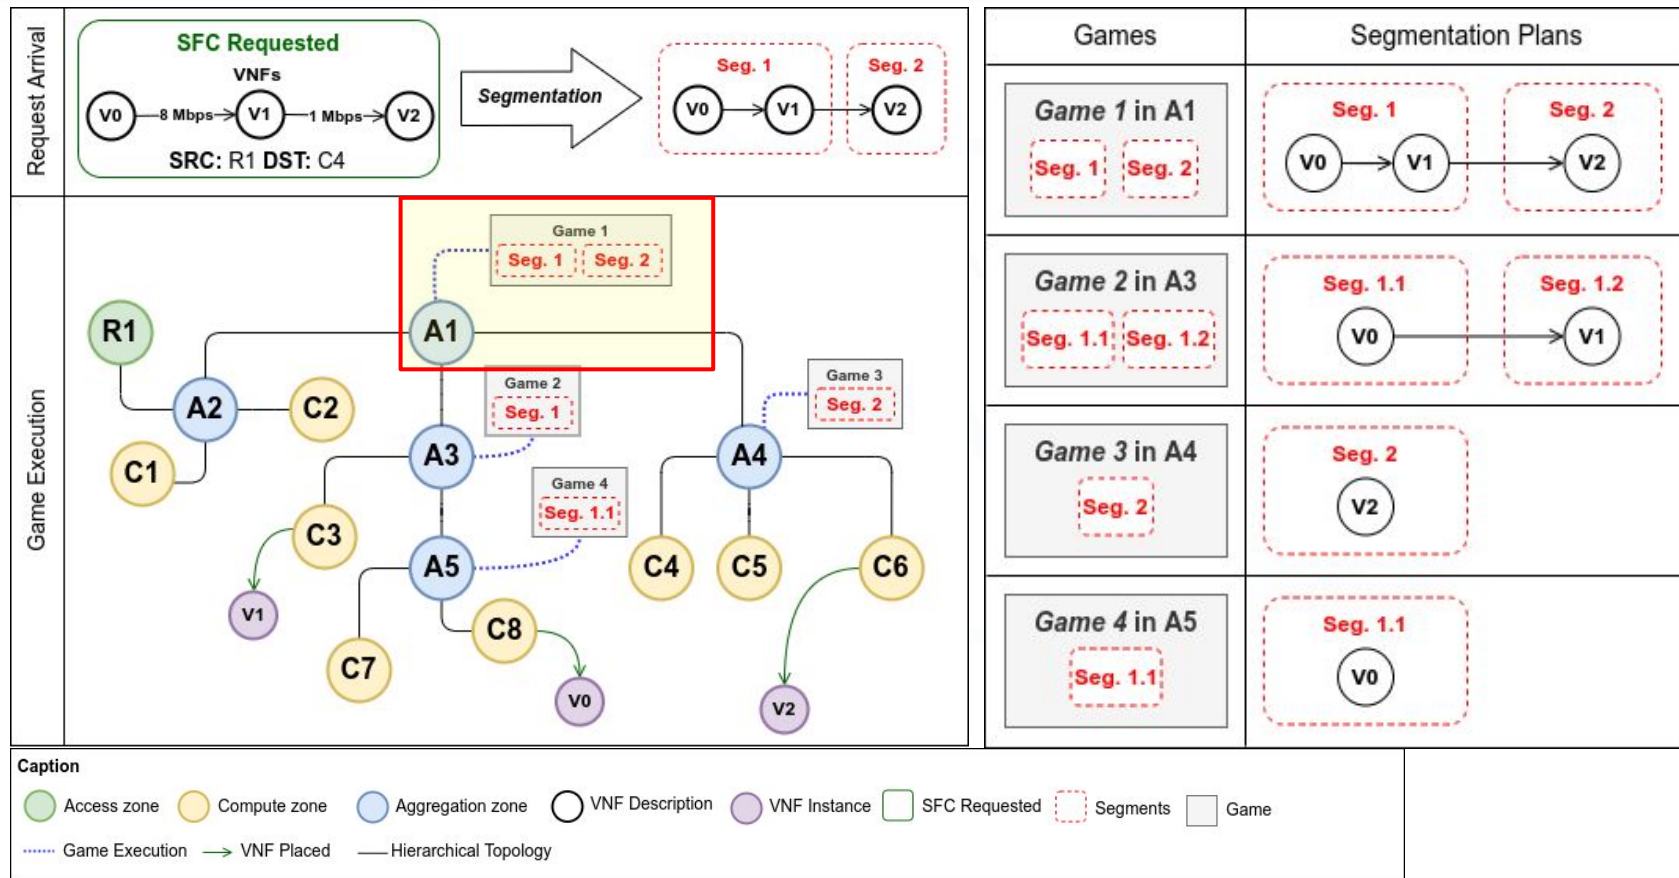 Request Arrival
SFC Requested
VNFs
V0 8 Mbps V1 1 Mbps V2
SRC: R1 DST: C4
Segmentation
Seg. 1 Seg. 2
V0 V1 V2
Game Execution
Game 1
Seg. 1 Seg. 2
R1 A1
Game 2
Seg. 1
Game 3
Seg. 2
A2 C2
C1
A3
A4
Game 4
Seg. 1.1
C3
A5
C4 C5 C6
V1
C8
C7
V0
V2
Games Segmentation Plans
Game 1 in A1
Seg. 1 Seg. 2
Seg. 1 Seg. 2
V0 V1 V2
Game 2 in A3
Seg. 1.1 Seg. 1.2
Seg. 1.1 Seg. 1.2
V0 V1
Game 3 in A4
Seg. 2
Seg. 2
V2
Game 4 in A5
Seg. 1.1
Seg. 1.1
V0
Caption
Access zone Compute zone Aggregation zone VNF Description VNF Instance SFC Requested Segments Game
Game Execution VNF Placed Hierarchical Topology